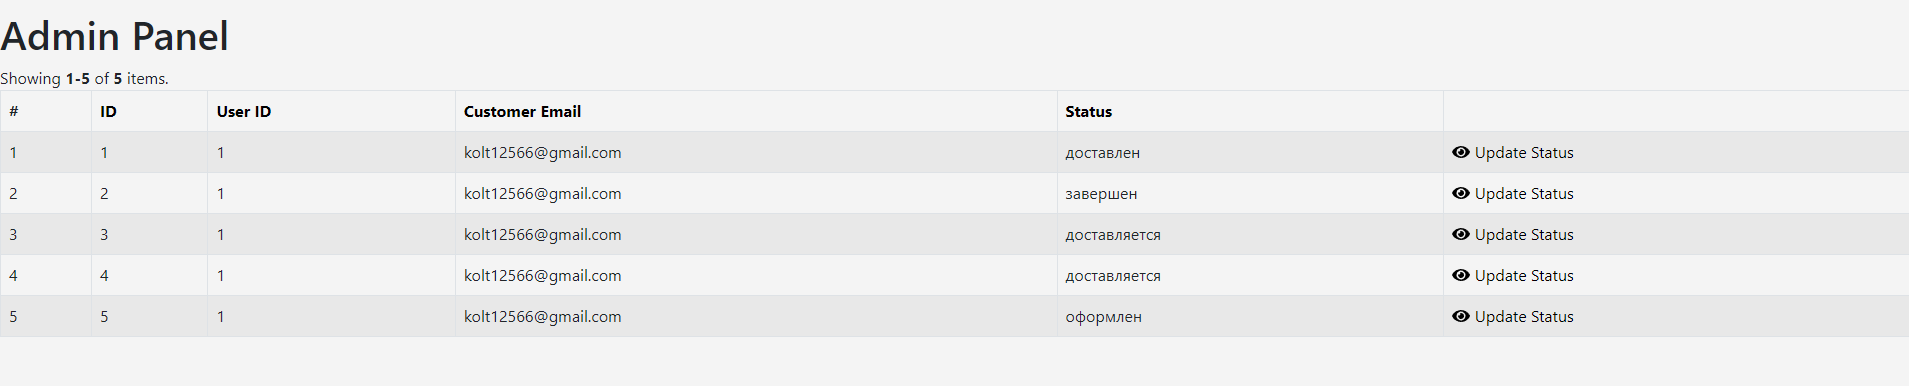 Admin Panel
Showing 1-5 of 5 items.
# ID User ID Customer Email Status
1 1 1 kolt12566@gmail.com доставлен Update Status
2 2 1 kolt12566@gmail.com завершен Update Status
3 3 1 kolt12566@gmail.com доставляется Update Status
4 4 1 kolt12566@gmail.com доставляется Update Status
5 5 1 kolt12566@gmail.com оформлен Update Status